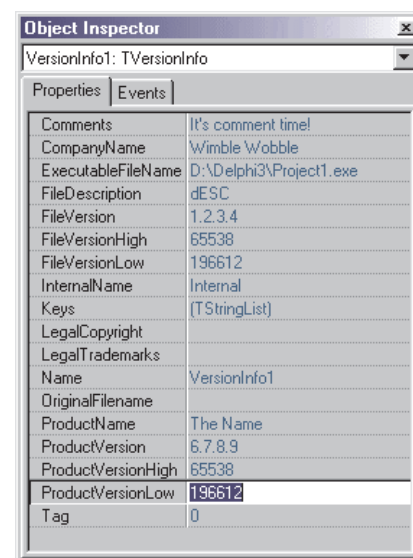 Object Inspector
VersionInfo1: TVersionInfo
Properties Events
Comments It's comment time!
CompanyName Wimble Wobble
ExecutableFileName D:\Delphi3\Project1.exe
FileDescription dESC
FileVersion 1.2.3.4
FileVersionHigh 65538
FileVersionLow 196612
InternalName Internal
Keys (TStringList)
LegalCopyright
LegalTrademarks
Name VersionInfo1
OriginalFilename
ProductName The Name
ProductVersion 6.7.8.9
ProductVersionHigh 65538
ProductVersionLow 196612
Tag 0